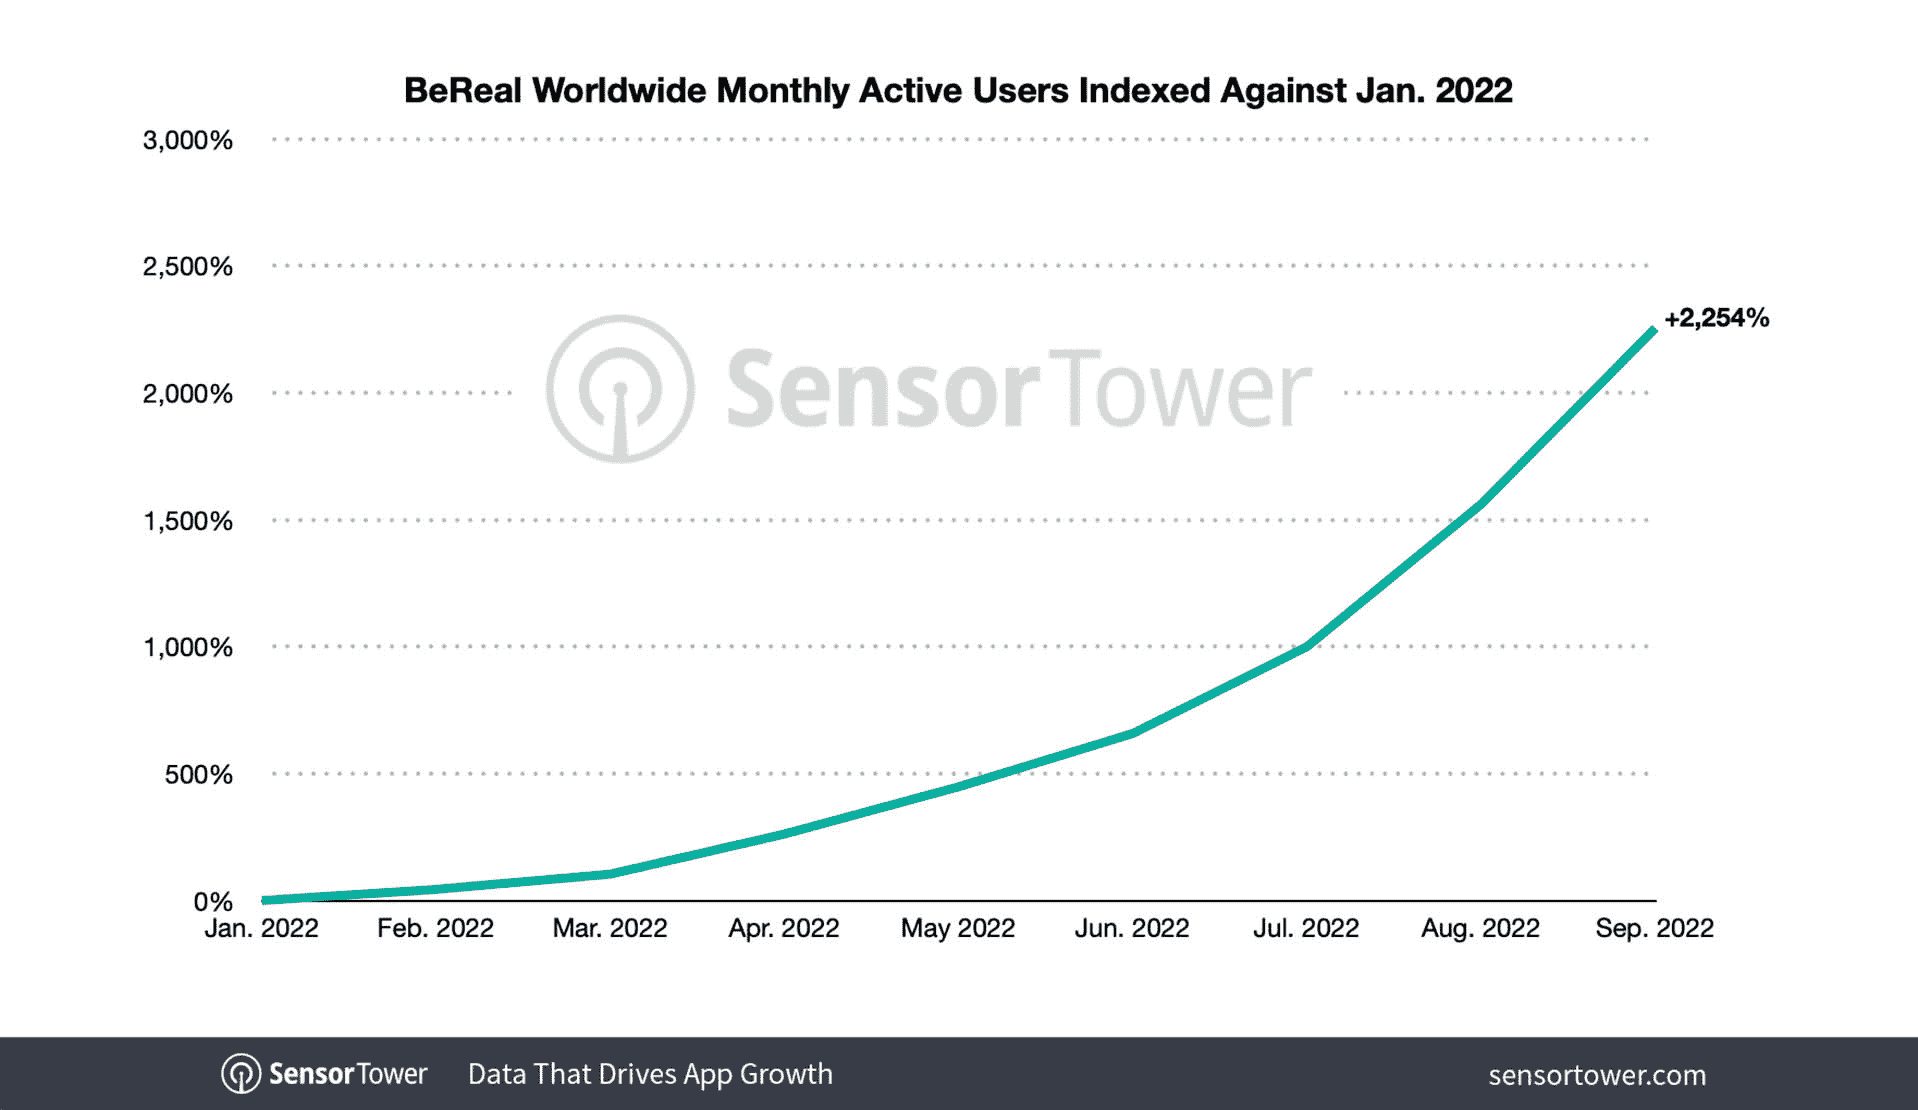 BeReal Worldwide Monthly Active Users Indexed Against Jan. 2022
3,000%
2,500%
+2,254%
SensorTower
2,000%
1,500%
1,000%
500%
0%
Jan. 2022 Feb. 2022 Mar. 2022 Apr. 2022 May 2022 Jun. 2022 Jul. 2022 Aug. 2022 Sep. 2022
SensorTower Data That Drives App Growth sensortower.com